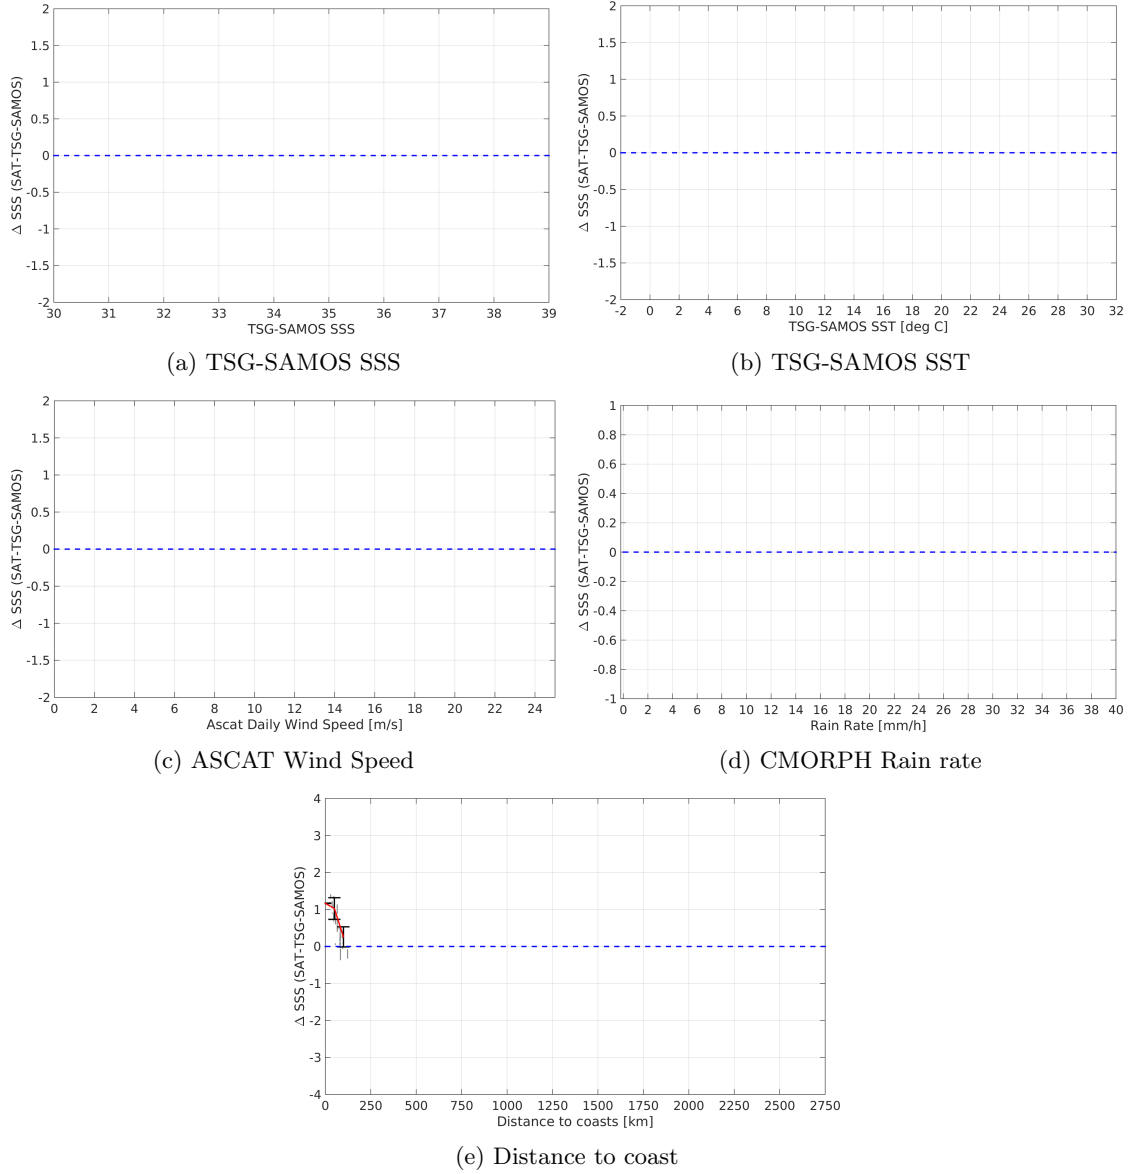 2
1.5
1
0.5
0
-0.5
-1
-1.5
-2
Δ SSS (SAT-TSG-SAMOS)
30 31 32 33 34 35 36 37 38 39
TSG-SAMOS SSS
(a) TSG-SAMOS SSS
2
1.5
1
0.5
0
-0.5
-1
-1.5
-2
Δ SSS (SAT-TSG-SAMOS)
-2 0 2 4 6 8 10 12 14 16 18 20 22 24 26 28 30 32
TSG-SAMOS SST [deg C]
(b) TSG-SAMOS SST
2
1.5
1
0.5
0
-0.5
-1
-1.5
-2
Δ SSS (SAT-TSG-SAMOS)
0 2 4 6 8 10 12 14 16 18 20 22 24
Ascat Daily Wind Speed [m/s]
(c) ASCAT Wind Speed
1
0.8
0.6
0.4
0.2
0
-0.2
-0.4
-0.6
-0.8
-1
Δ SSS (SAT-TSG-SAMOS)
0 2 4 6 8 10 12 14 16 18 20 22 24 26 28 30 32 34 36 38 40
Rain Rate [mm/h]
(d) CMORPH Rain rate
4
3
2
1
0
-1
-2
-3
-4
Δ SSS (SAT-TSG-SAMOS)
0 250 500 750 1000 1250 1500 1750 2000 2250 2500 2750
Distance to coasts [km]
(e) Distance to coast